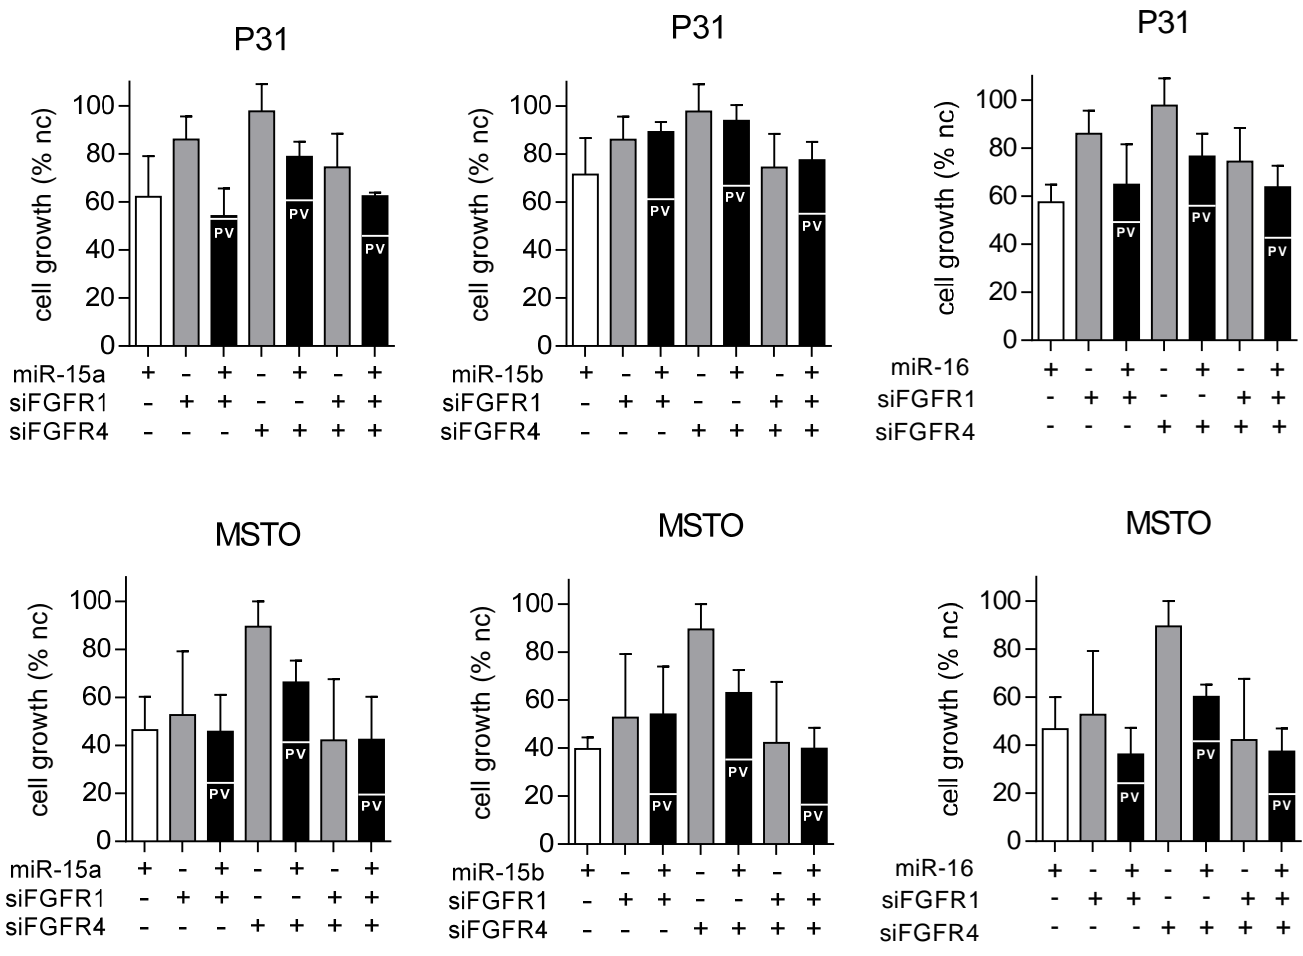 P31
cell growth (% nc)
100
80
60
40
20
0
PV
PV
PV
miR-15a + - + - + - +
siFGFR1 - + + - - + +
siFGFR4 - - - + + + +
P31
cell growth (% nc)
100
80
60
40
20
0
PV
PV
PV
miR-15b + - + - + - +
siFGFR1 - + + - - + +
siFGFR4 - - - + + + +
P31
cell growth (% nc)
100
80
60
40
20
0
PV
PV
PV
miR-16 + - + - + - +
siFGFR1 - + + - - + +
siFGFR4 - - - + + + +
MSTO
cell growth (% nc)
100
80
60
40
20
0
PV
PV
PV
miR-15a + - + - + - +
siFGFR1 - + + - - + +
siFGFR4 - - - + + + +
MSTO
cell growth (% nc)
100
80
60
40
20
0
PV
PV
PV
miR-15b + - + - + - +
siFGFR1 - + + - - + +
siFGFR4 - - - + + + +
MSTO
cell growth (% nc)
100
80
60
40
20
0
PV
PV
PV
miR-16 + - + - + - +
siFGFR1 - + + - - + +
siFGFR4 - - - + + + +